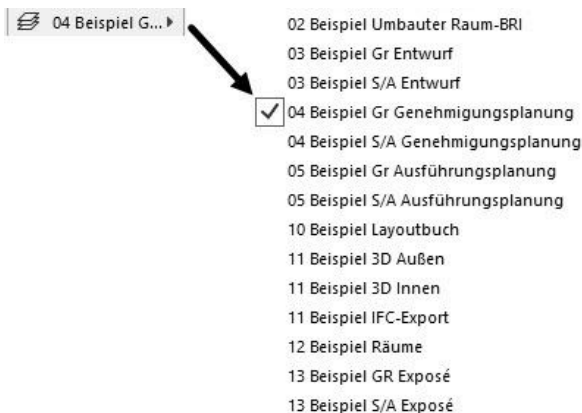 04 Beispiel G...
02 Beispiel Umbauter Raum-BRI
03 Beispiel Gr Entwurf
03 Beispiel S/A Entwurf
04 Beispiel Gr Genehmigungsplanung
04 Beispiel S/A Genehmigungsplanung
05 Beispiel Gr Ausführungsplanung
05 Beispiel S/A Ausführungsplanung
10 Beispiel Layoutbuch
11 Beispiel 3D Außen
11 Beispiel 3D Innen
11 Beispiel IFC-Export
12 Beispiel Räume
13 Beispiel GR Exposé
13 Beispiel S/A Exposé